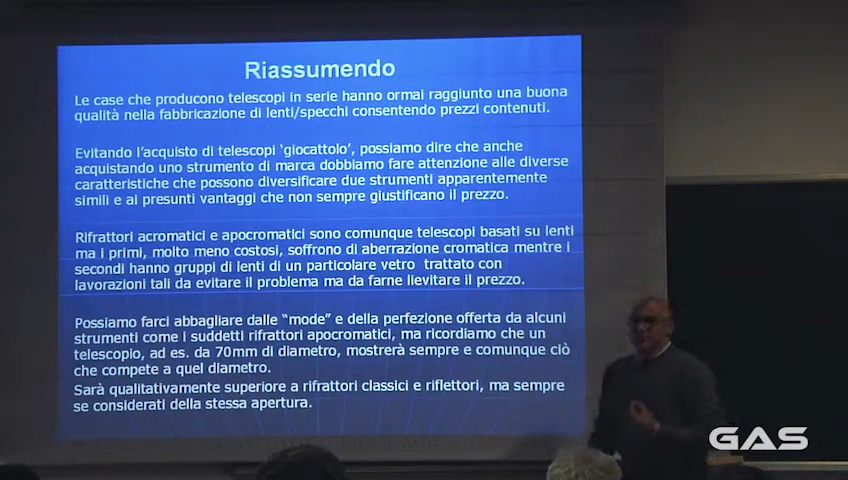 Riassumendo
Le case che producono telescopi in serie hanno ormai raggiunto una buona
qualità nella fabbricazione di lenti/specchi consentendo prezzi contenuti.
Evitando l'acquisto di telescopi 'giocattolo', possiamo dire che anche
acquistando uno strumento di marca dobbiamo fare attenzione alle diverse
caratteristiche che possono diversificare due strumenti apparentemente
simili e ai presunti vantaggi che non sempre giustificano il prezzo.
Rifrattori acromatici e apocromatici sono comunque telescopi basati su lenti
ma i primi, molto meno costosi, soffrono di aberrazione cromatica mentre i
secondi hanno gruppi di lenti di un particolare vetro trattato con
lavorazioni tali da evitare il problema ma da farne lievitare il prezzo.
Possiamo farci abbagliare dalle "mode" e della perfezione offerta da alcuni
strumenti come i suddetti rifrattori apocromatici, ma ricordiamo che un
telescopio, ad es. da 70mm di diametro, mostrerà sempre e comunque ciò
che compete a quel diametro.
Sarà qualitativamente superiore a rifrattori classici e riflettori, ma sempre
se considerati della stessa apertura.
GAS